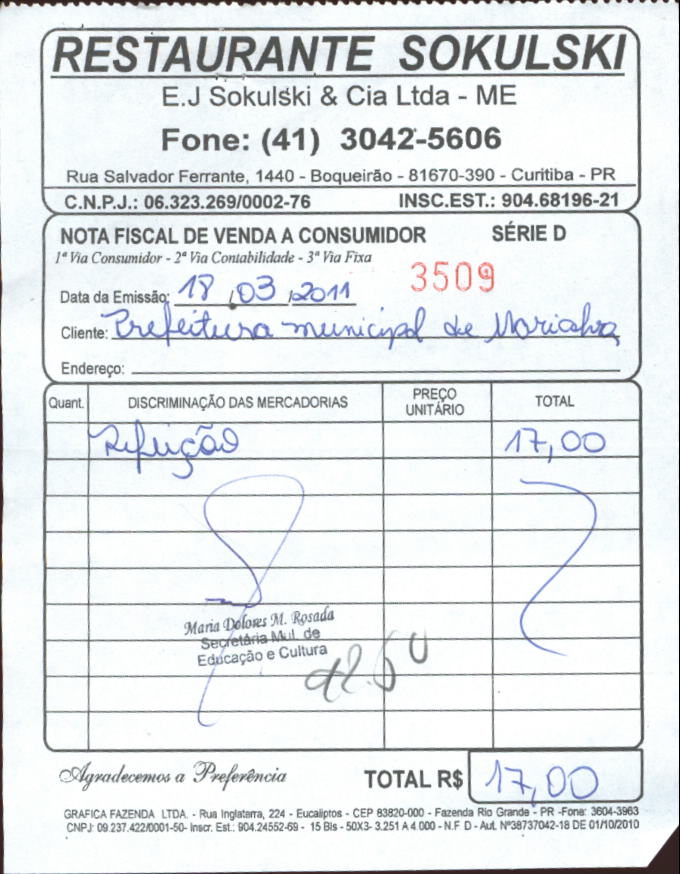 RESTAURANTE SOKULSKI
E.J Sokulski & Cia Ltda - ME
Fone: (41) 3042-5606
Rua Salvador Ferrante, 1440 - Boqueirão - 81670-390 - Curitiba - PR
C.N.P.J.: 06.323.269/0002-76 INSC.EST.: 904.68196-21
NOTA FISCAL DE VENDA A CONSUMIDOR SÉRIE D
1ª Via Consumidor - 2ª Via Contabilidade - 3ª Via Fixa
3509
Data da Emissão: 18 / 03 / 2011
Cliente: Prefeitura municipal de Marialva
Endereço:
Quant. DISCRIMINAÇÃO DAS MERCADORIAS PREÇO UNITÁRIO TOTAL
Refeição 17,00
Maria Dolores M. Rosada
Secretária Mul. de
Educação e Cultura
Agradecemos a Preferência TOTAL R$ 17,00
GRAFICA FAZENDA LTDA. - Rua Inglaterra, 224 - Eucaliptos - CEP 83820-000 - Fazenda Rio Grande - PR -Fone: 3604-3963
CNPJ: 09.237.422/0001-50- Inscr. Est.: 904.24552-69 - 15 Bls - 50X3- 3.251 A 4.000 - N.F D - Aut. Nº38737042-18 DE 01/10/2010